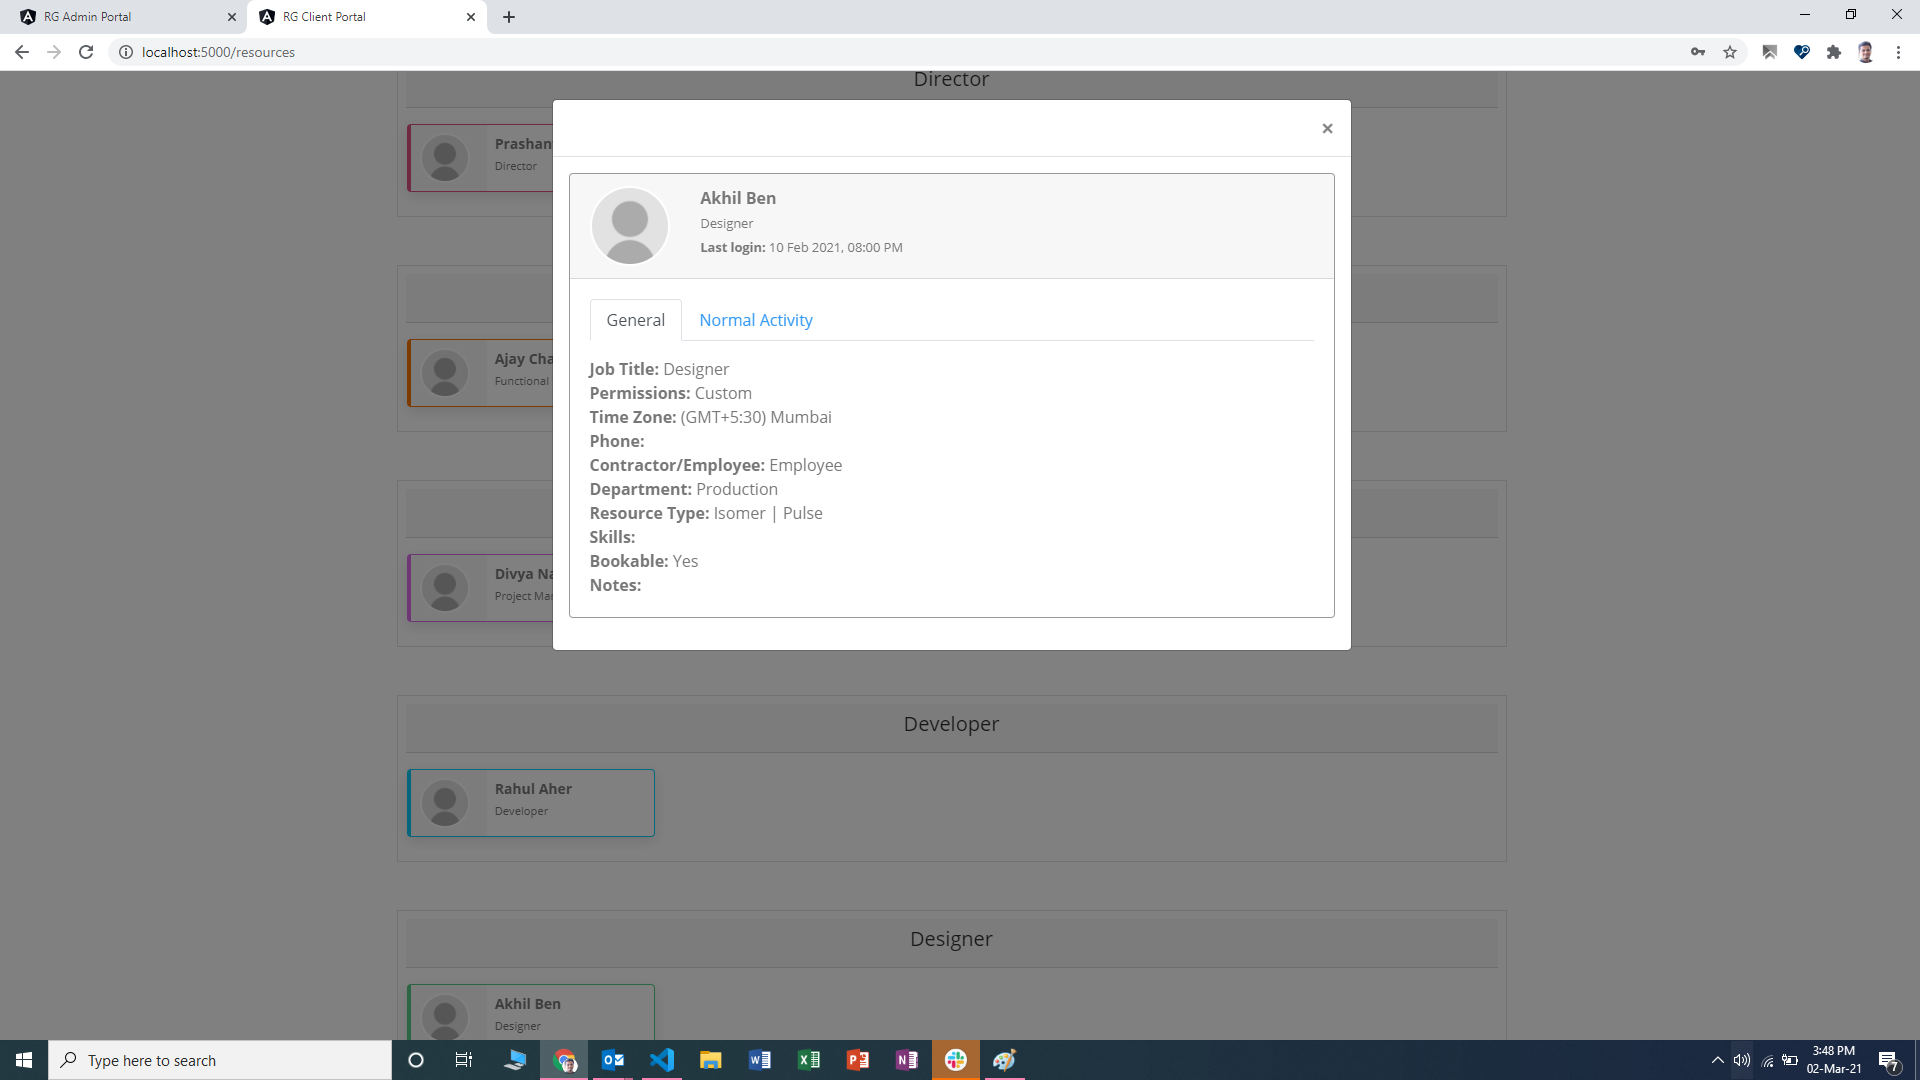 RG Admin Portal
RG Client Portal
localhost:5000/resources
Director
Prashan
Director
Akhil Ben
Designer
Last login: 10 Feb 2021, 08:00 PM
General
Normal Activity
Job Title: Designer
Permissions: Custom
Time Zone: (GMT+5:30) Mumbai
Phone:
Contractor/Employee: Employee
Department: Production
Resource Type: Isomer | Pulse
Skills:
Bookable: Yes
Notes:
Ajay Cha
Functional
Divya Na
Project Ma
Developer
Rahul Aher
Developer
Designer
Akhil Ben
Designer
Type here to search
3:48 PM
02-Mar-21
7